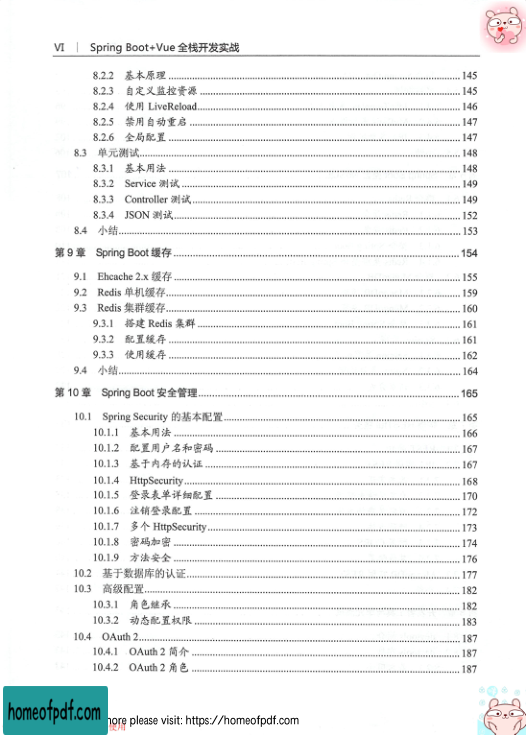 VI | Spring Boot+Vue 全栈开发实战
8.2.2 基本原理 ........ 145
8.2.3 自定义监控资源 ........ 145
8.2.4 使用 LiveReload ........ 146
8.2.5 禁用自动重启 ........ 147
8.2.6 全局配置 ........ 147
8.3 单元测试 ........ 148
8.3.1 基本用法 ........ 148
8.3.2 Service 测试 ........ 149
8.3.3 Controller 测试 ........ 149
8.3.4 JSON 测试 ........ 152
8.4 小结 ........ 153
第 9 章 Spring Boot 缓存 ........ 154
9.1 Ehcache 2.x 缓存 ........ 155
9.2 Redis 单机缓存 ........ 159
9.3 Redis 集群缓存 ........ 160
9.3.1 搭建 Redis 集群 ........ 161
9.3.2 配置缓存 ........ 161
9.3.3 使用缓存 ........ 162
9.4 小结 ........ 164
第 10 章 Spring Boot 安全管理 ........ 165
10.1 Spring Security 的基本配置 ........ 165
10.1.1 基本用法 ........ 166
10.1.2 配置用户名和密码 ........ 167
10.1.3 基于内存的认证 ........ 167
10.1.4 HttpSecurity ........ 168
10.1.5 登录表单详细配置 ........ 170
10.1.6 注销登录配置 ........ 172
10.1.7 多个 HttpSecurity ........ 173
10.1.8 密码加密 ........ 174
10.1.9 方法安全 ........ 176
10.2 基于数据库的认证 ........ 177
10.3 高级配置 ........ 182
10.3.1 角色继承 ........ 182
10.3.2 动态配置权限 ........ 183
10.4 OAuth 2 ........ 187
10.4.1 OAuth 2 简介 ........ 187
10.4.2 OAuth 2 角色 ........ 187
homeofpdf.com
more please visit: https://homeofpdf.com
使用